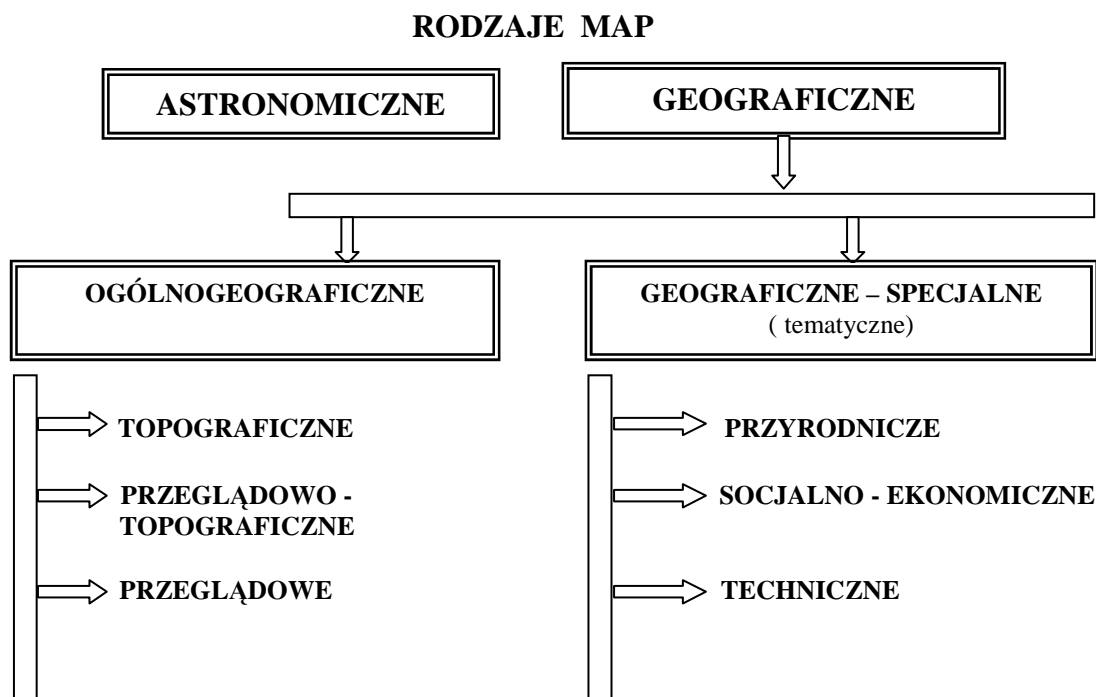 RODZAJE MAP
ASTRONOMICZNE
GEOGRAFICZNE
OGÓLNOGEOGRAFICZNE
GEOGRAFICZNE – SPECJALNE
( tematyczne)
TOPOGRAFICZNE
PRZEGLĄDOWO -
TOPOGRAFICZNE
PRZEGLĄDOWE
PRZYRODNICZE
SOCJALNO - EKONOMICZNE
TECHNICZNE